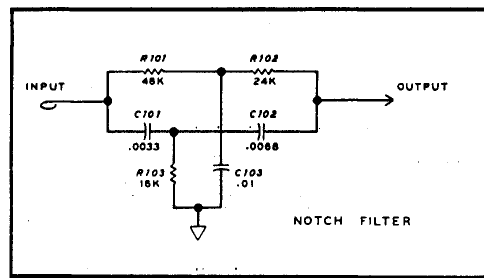 R101
R102
48K
24K
INPUT
OUTPUT
C101
C102
.0033
.0068
R103
16K
C103
.01
NOTCH FILTER